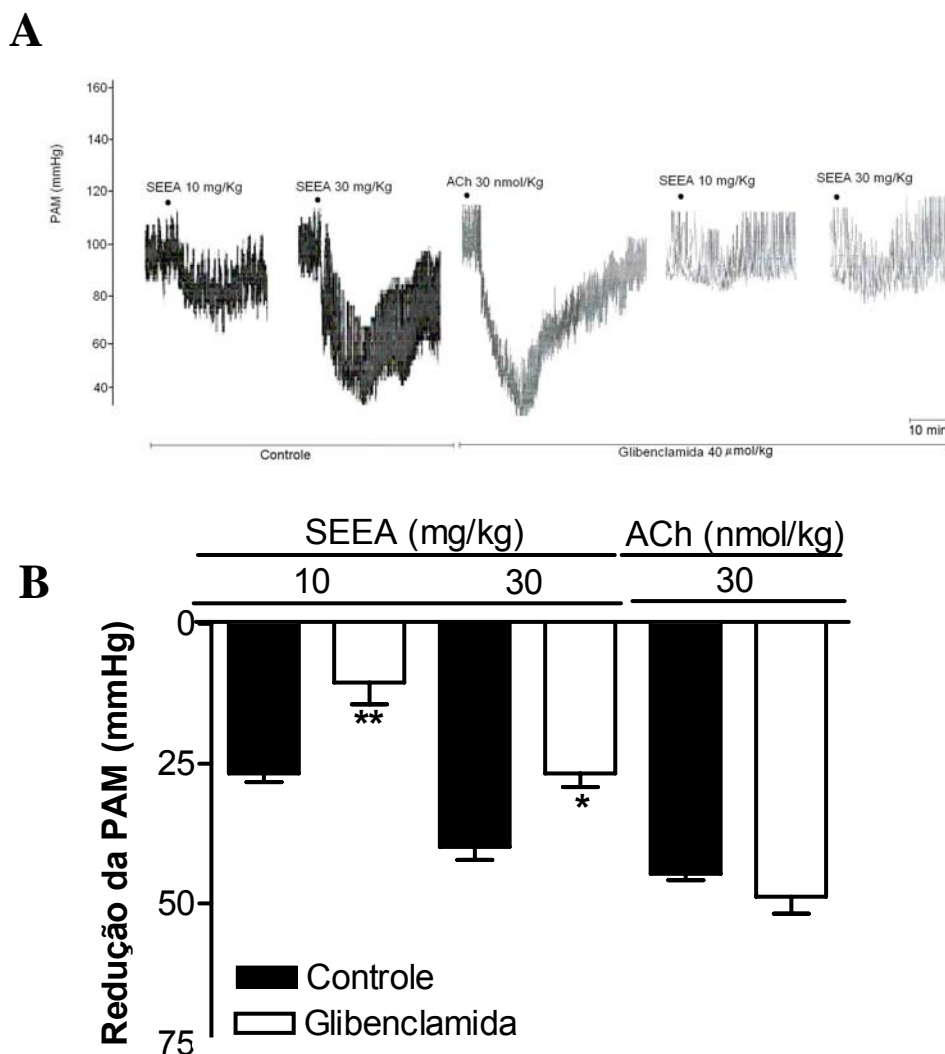 A
160
140
120
100
80
60
40
PAM (mmHg)
SEEA 10 mg/Kg
SEEA 30 mg/Kg
ACh 30 nmol/Kg
SEEA 10 mg/Kg
SEEA 30 mg/Kg
10 min
Controle
Glibenclamida 40 μmol/kg
B
SEEA (mg/kg)
ACh (nmol/kg)
10
30
30
0
25
50
75
Redução da PAM (mmHg)
**
*
Controle
Glibenclamida